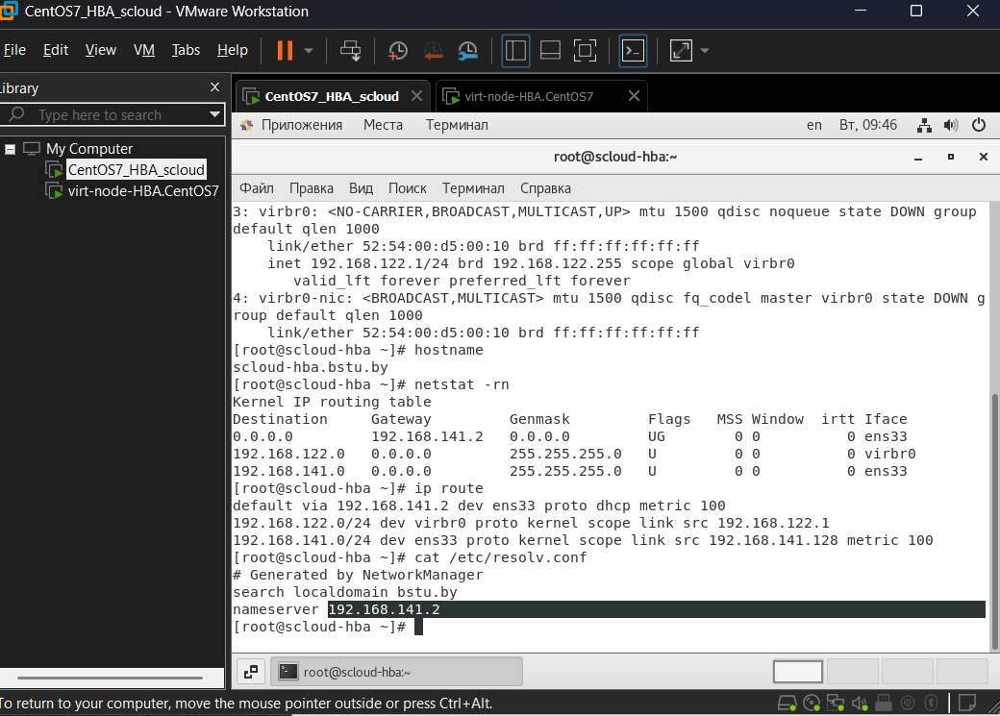 CentOS7_HBA_scloud - VMware Workstation
File Edit View VM Tabs Help
Library
Type here to search
My Computer
CentOS7_HBA_scloud
virt-node-HBA.CentOS7
CentOS7_HBA_scloud virt-node-HBA.CentOS7
Приложения Места Терминал en Вт, 09:46
root@scloud-hba:~
Файл Правка Вид Поиск Терминал Справка
3: virbr0: <NO-CARRIER,BROADCAST,MULTICAST,UP> mtu 1500 qdisc noqueue state DOWN group
default qlen 1000
link/ether 52:54:00:d5:00:10 brd ff:ff:ff:ff:ff:ff
inet 192.168.122.1/24 brd 192.168.122.255 scope global virbr0
valid_lft forever preferred_lft forever
4: virbr0-nic: <BROADCAST,MULTICAST> mtu 1500 qdisc fq_codel master virbr0 state DOWN g
roup default qlen 1000
link/ether 52:54:00:d5:00:10 brd ff:ff:ff:ff:ff:ff
[root@scloud-hba ~]# hostname
scloud-hba.bstu.by
[root@scloud-hba ~]# netstat -rn
Kernel IP routing table
Destination Gateway Genmask Flags MSS Window irtt Iface
0.0.0.0 192.168.141.2 0.0.0.0 UG 0 0 0 ens33
192.168.122.0 0.0.0.0 255.255.255.0 U 0 0 0 virbr0
192.168.141.0 0.0.0.0 255.255.255.0 U 0 0 0 ens33
[root@scloud-hba ~]# ip route
default via 192.168.141.2 dev ens33 proto dhcp metric 100
192.168.122.0/24 dev virbr0 proto kernel scope link src 192.168.122.1
192.168.141.0/24 dev ens33 proto kernel scope link src 192.168.141.128 metric 100
[root@scloud-hba ~]# cat /etc/resolv.conf
# Generated by NetworkManager
search localdomain bstu.by
nameserver 192.168.141.2
[root@scloud-hba ~]#
root@scloud-hba:~
To return to your computer, move the mouse pointer outside or press Ctrl+Alt.